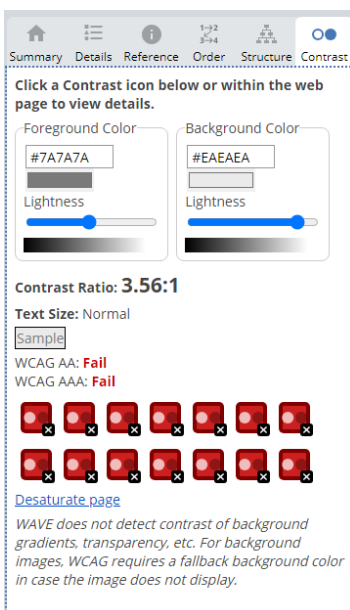 Summary Details Reference Order Structure Contrast
1→2
3→4
Click a Contrast icon below or within the web
page to view details.
Foreground Color
#7A7A7A
Lightness
Background Color
#EAEAEA
Lightness
Contrast Ratio: 3.56:1
Text Size: Normal
Sample
WCAG AA: Fail
WCAG AAA: Fail
Desaturate page
WAVE does not detect contrast of background
gradients, transparency, etc. For background
images, WCAG requires a fallback background color
in case the image does not display.